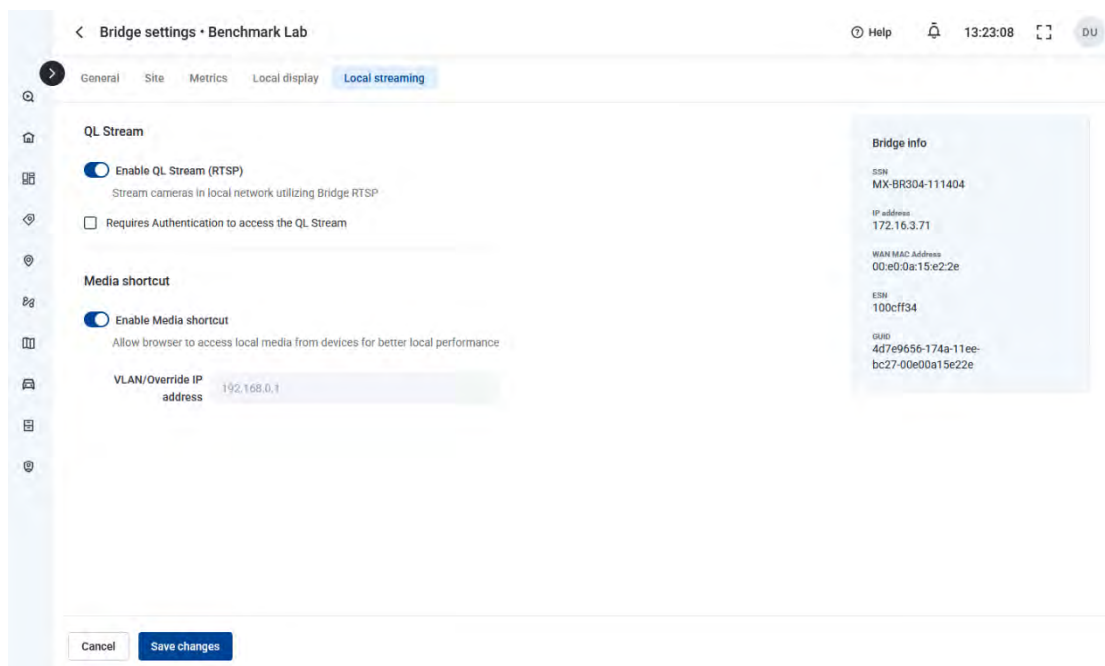 Bridge settings • Benchmark Lab
Help
13:23:08
DU
General Site Metrics Local display Local streaming
QL Stream
Enable QL Stream (RTSP)
Stream cameras in local network utilizing Bridge RTSP
Requires Authentication to access the QL Stream
Media shortcut
Enable Media shortcut
Allow browser to access local media from devices for better local performance
VLAN/Override IP
address
192.168.0.1
Bridge info
SSN
MX-BR304-111404
IP address
172.16.3.71
WAN MAC Address
00:e0:0a:15:e2:2e
ESN
100cff34
GUID
4d7e9656-174a-11ee-
bc27-00e00a15e22e
Cancel Save changes